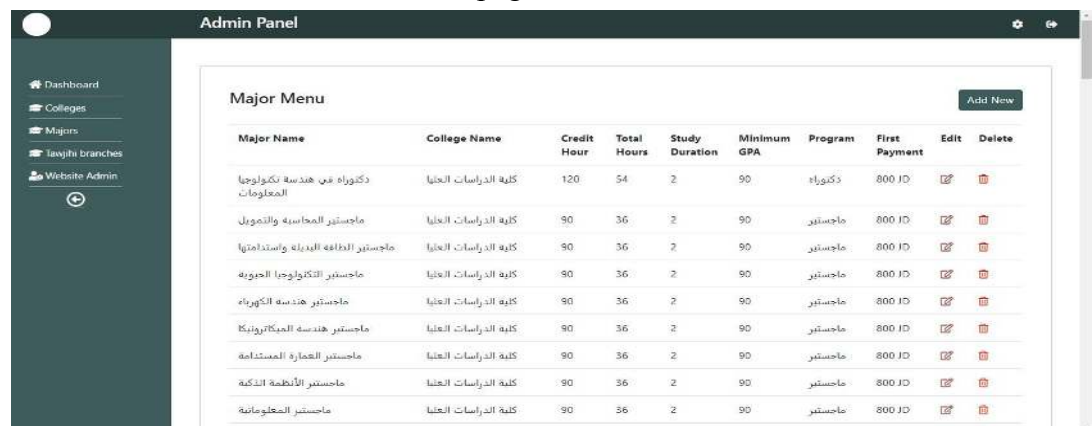 Admin Panel
Dashboard
Colleges
Majors
Tawjihi branches
Website Admin
Major Menu
Add New
Major Name College Name Credit Hour Total Hours Study Duration Minimum GPA Program First Payment Edit Delete
دكتوراه في هندسة تكنولوجيا المعلومات كلية الدراسات العليا 120 54 2 90 دكتوراه 800 JD
ماجستير المحاسبة والتمويل كلية الدراسات العليا 90 36 2 90 ماجستير 800 JD
ماجستير الطاقة البديلة واستدامتها كلية الدراسات العليا 90 36 2 90 ماجستير 800 JD
ماجستير التكنولوجيا الحيوية كلية الدراسات العليا 90 36 2 90 ماجستير 800 JD
ماجستير هندسة الكهرباء كلية الدراسات العليا 90 36 2 90 ماجستير 800 JD
ماجستير هندسة الميكاترونيكا كلية الدراسات العليا 90 36 2 90 ماجستير 800 JD
ماجستير العمارة المستدامة كلية الدراسات العليا 90 36 2 90 ماجستير 800 JD
ماجستير الأنظمة الذكية كلية الدراسات العليا 90 36 2 90 ماجستير 800 JD
ماجستير المعلوماتية كلية الدراسات العليا 90 36 2 90 ماجستير 800 JD